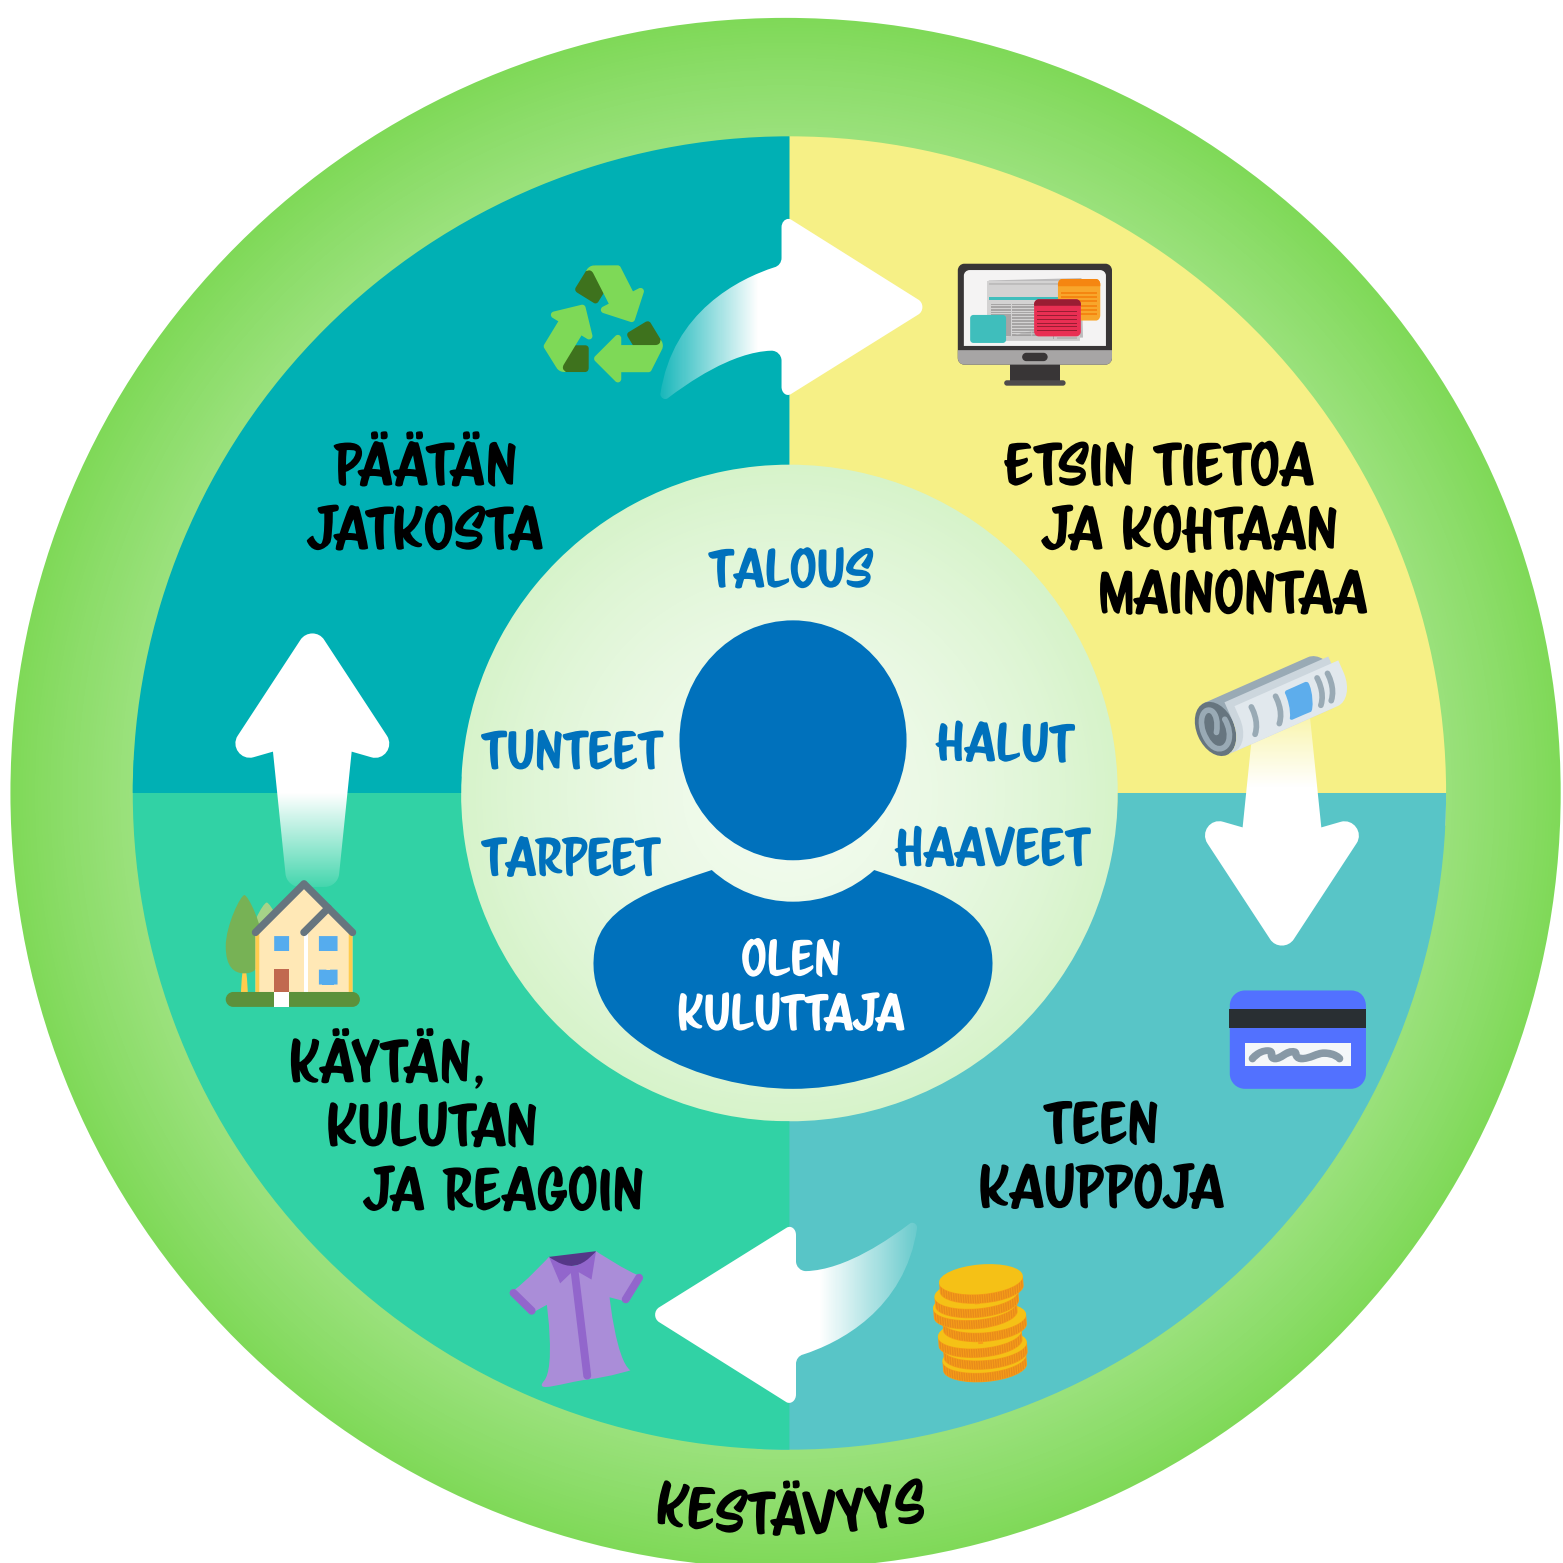 PÄÄTÄN
JATKOSTA
ETSIN TIETOA
JA KOHTAAN
MAINONTAA
TALOUS
TUNTEET
HALUT
TARPEET
HAAVEET
OLEN
KULUTTAJA
KÄYTÄN,
KULUTAN
JA REAGOIN
TEEN
KAUPPOJA
KESTÄVYYS